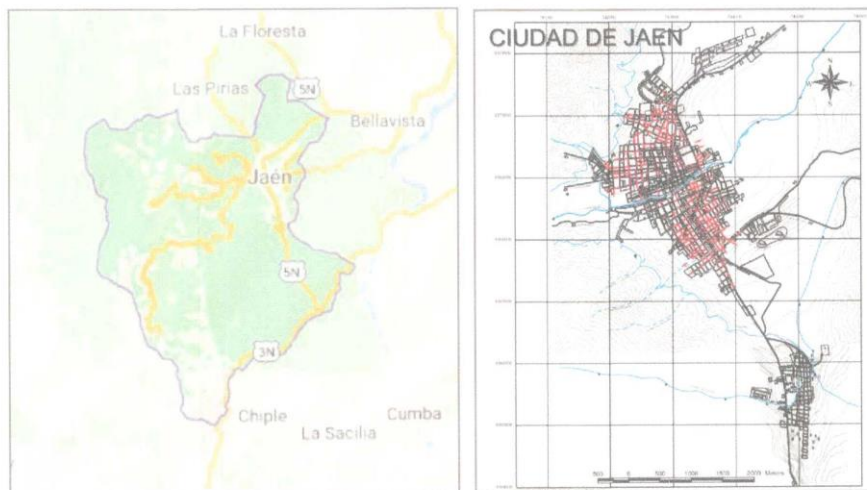 La Floresta
Las Pirias
5N
Bellavista
Jaén
5N
3N
Chiple
Cumba
La Sacilia
CIUDAD DE JAEN
N
S
500 0 500 1000 1500 2000 Meters